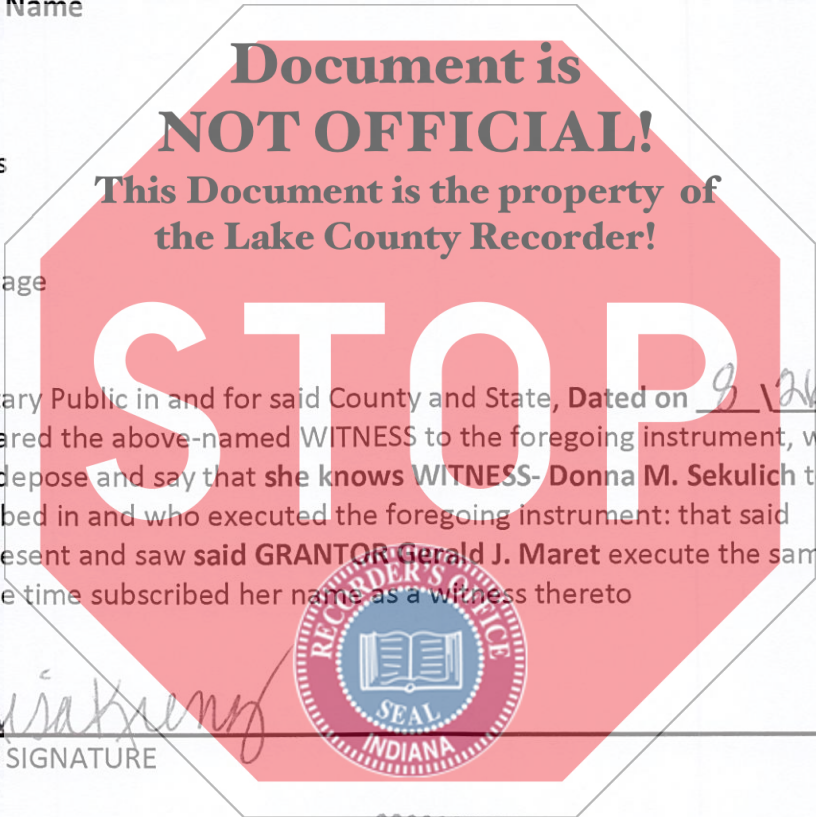 Name
Document is
NOT OFFICIAL!
This Document is the property of
the Lake County Recorder!
s
age
STOP
ary Public in and for said County and State, Dated on 8 \
ared the above-named WITNESS to the foregoing instrument, w
depose and say that she knows WITNESS- Donna M. Sekulich t
bed in and who executed the foregoing instrument: that said
esent and saw said GRANTOR Gerald J. Maret execute the sam
e time subscribed her name as a witness thereto
RECORDER'S OFFICE
SEAL
INDIANA
SIGNATURE